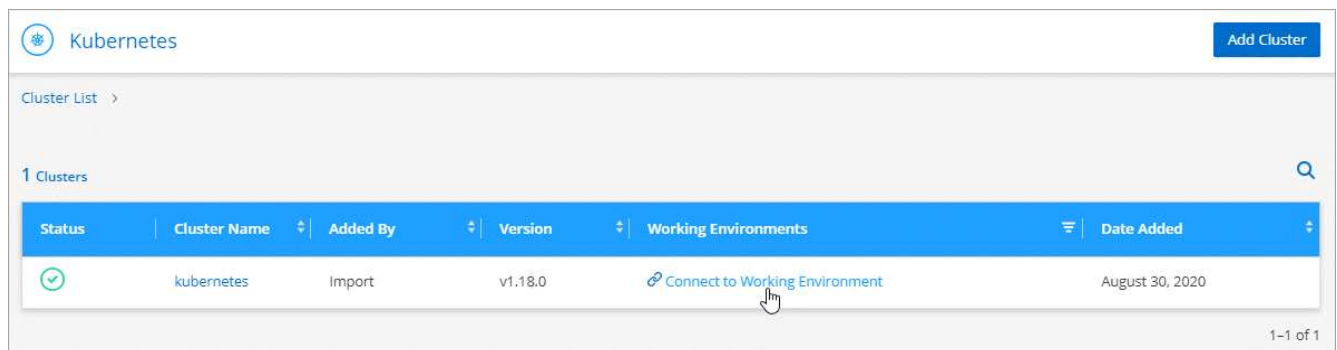 Kubernetes Add Cluster
Cluster List >
1 Clusters
Status Cluster Name Added By Version Working Environments Date Added
kubernetes Import v1.18.0 Connect to Working Environment August 30, 2020
1–1 of 1